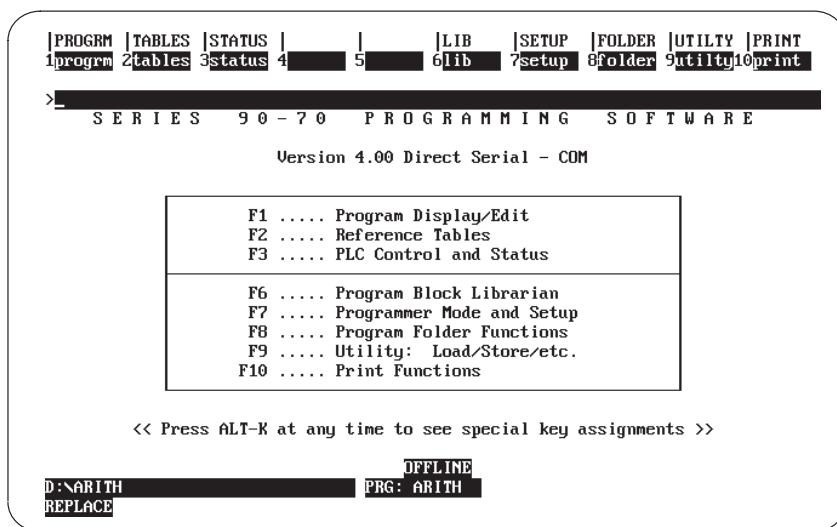 |PROGRM |TABLES |STATUS | | |LIB |SETUP |FOLDER |UTILTY |PRINT
1progrm 2tables 3status 4 5 6lib 7setup 8folder 9utilty10print
>_
S E R I E S 9 0 - 7 0 P R O G R A M M I N G S O F T W A R E
Version 4.00 Direct Serial - COM
F1 ..... Program Display/Edit
F2 ..... Reference Tables
F3 ..... PLC Control and Status
F6 ..... Program Block Librarian
F7 ..... Programmer Mode and Setup
F8 ..... Program Folder Functions
F9 ..... Utility: Load/Store/etc.
F10 ..... Print Functions
<< Press ALT-K at any time to see special key assignments >>
OFFLINE
D:\ARITH PRG: ARITH
REPLACE